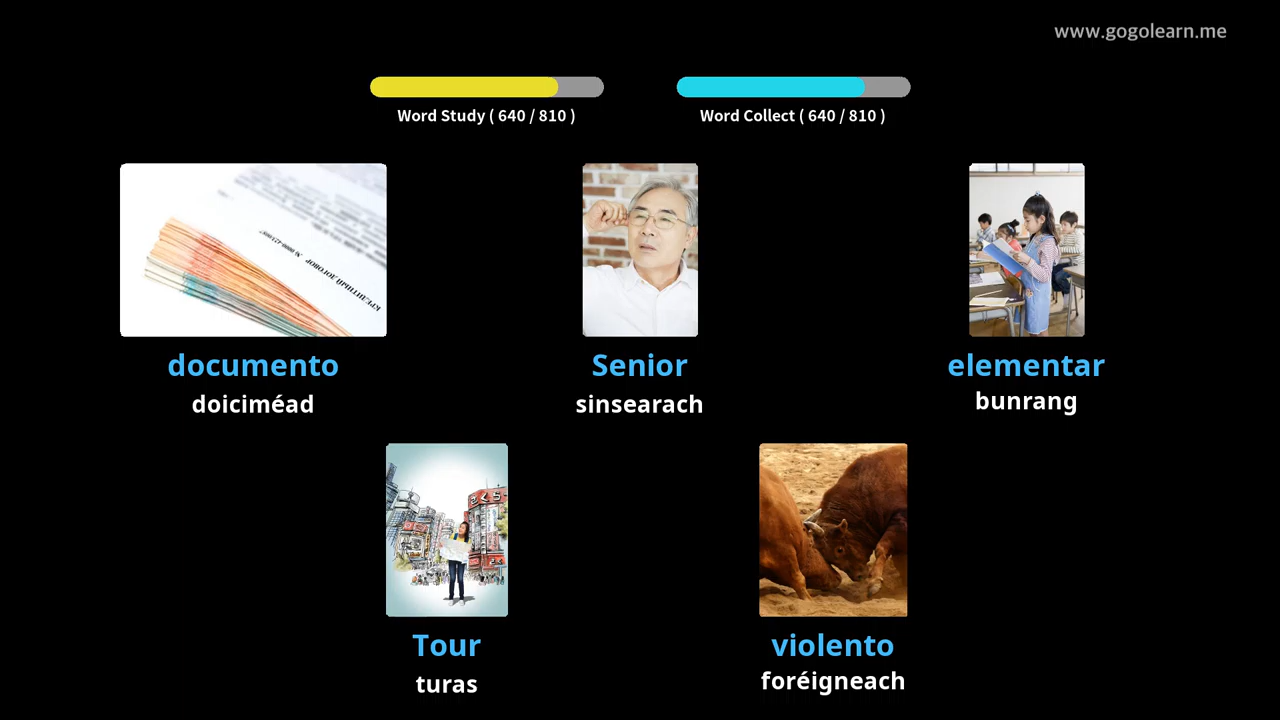 www.gogolearn.me
Word Study ( 640 / 810 )
Word Collect ( 640 / 810 )
documento
doiciméad
Senior
sinsearach
elementar
bunrang
Tour
turas
violento
foréigneach